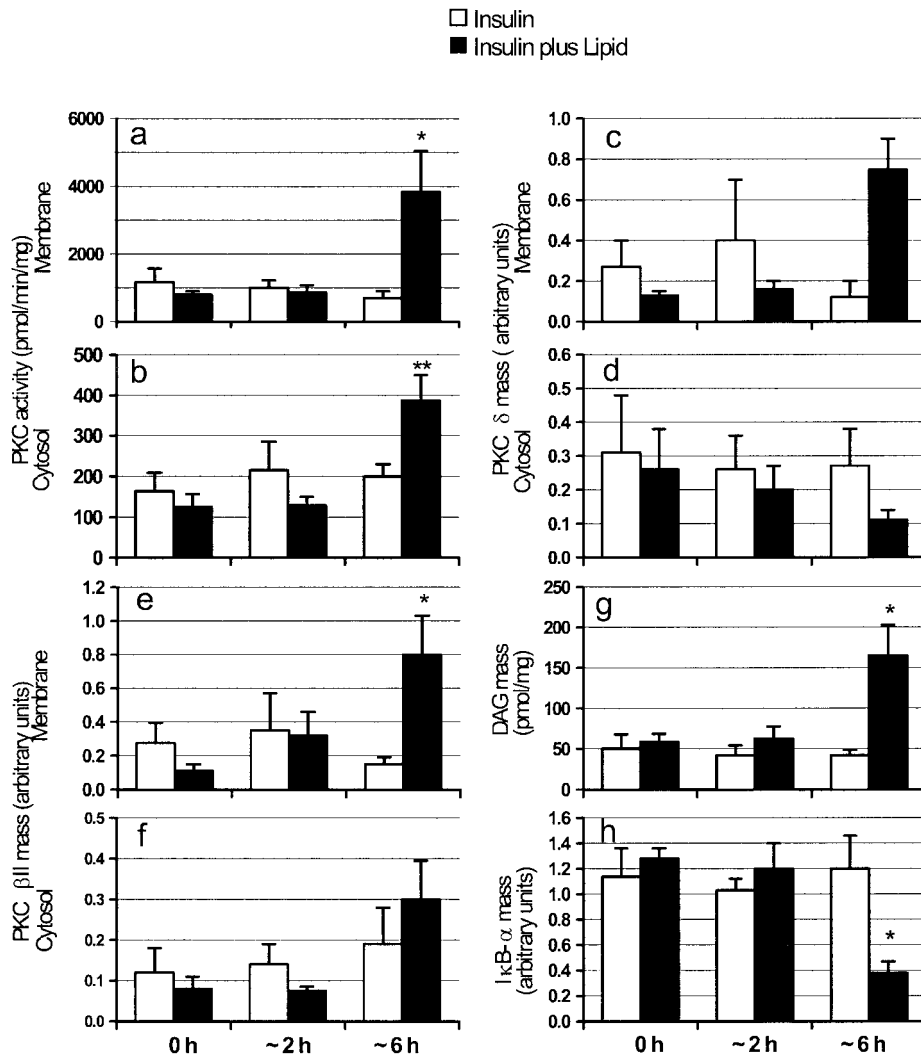 Insulin
Insulin plus Lipid
a
6000
4000
2000
0
*
PKC activity (pmol/min/mg)
Membrane
b
500
400
300
200
100
0
**
Cytosol
c
1.0
0.8
0.6
0.4
0.2
0.0
PKC δ mass ( arbitrary units)
Membrane
d
0.6
0.5
0.4
0.3
0.2
0.1
0.0
Cytosol
e
1.2
1.0
0.8
0.6
0.4
0.2
0.0
*
PKC βII mass (arbitrary units)
Membrane
f
0.5
0.4
0.3
0.2
0.1
0.0
Cytosol
0 h
~2 h
~6 h
g
250
200
150
100
50
0
*
DAG mass
(pmol/mg)
h
1.6
1.4
1.2
1.0
0.8
0.6
0.4
0.2
0.0
*
IκB-α mass
(arbitrary units)
0 h
~2 h
~6 h